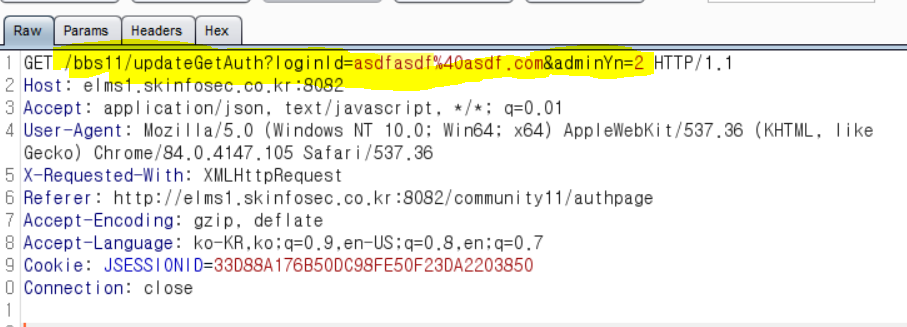 Raw Params Headers Hex
1 GET /bbs11/updateGetAuth?loginId=asdfasdf%40asdf.com&adminYn=2 HTTP/1.1
2 Host: elms1.skinfosec.co.kr:8082
3 Accept: application/json, text/javascript, */*; q=0.01
4 User-Agent: Mozilla/5.0 (Windows NT 10.0; Win64; x64) AppleWebKit/537.36 (KHTML, like
Gecko) Chrome/84.0.4147.105 Safari/537.36
5 X-Requested-With: XMLHttpRequest
6 Referer: http://elms1.skinfosec.co.kr:8082/community11/authpage
7 Accept-Encoding: gzip, deflate
8 Accept-Language: ko-KR,ko;q=0.9,en-US;q=0.8,en;q=0.7
9 Cookie: JSESSIONID=33D88A176B50DC98FE50F23DA2203850
0 Connection: close
1